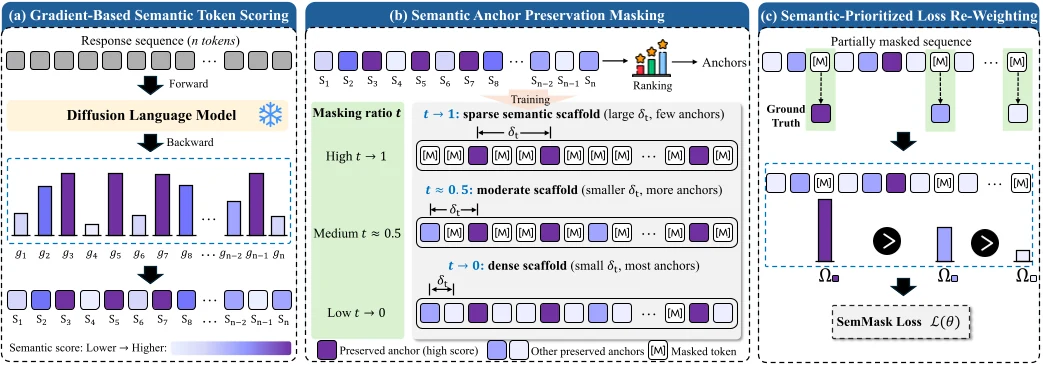 (a) Gradient-Based Semantic Token Scoring
Response sequence (n tokens)
Forward
Diffusion Language Model
Backward
g1 g2 g3 g4 g5 g6 g7 g8 ... gn−2 gn−1 gn
S1 S2 S3 S4 S5 S6 S7 S8 ... Sn−2 Sn−1 Sn
Semantic score: Lower → Higher:
(b) Semantic Anchor Preservation Masking
S1 S2 S3 S4 S5 S6 S7 S8 ... Sn−2 Sn−1 Sn
Ranking
Anchors
Training
Masking ratio t
t → 1: sparse semantic scaffold (large δt, few anchors)
δt
High t → 1
[M] [M] [M] [M] [M] [M] [M] ... [M] [M]
t ≈ 0.5: moderate scaffold (smaller δt, more anchors)
δt
Medium t ≈ 0.5
[M] [M] [M] [M] [M] ... [M] [M]
t → 0: dense scaffold (small δt, most anchors)
δt
Low t → 0
... [M]
Preserved anchor (high score) Other preserved anchors [M] Masked token
(c) Semantic-Prioritized Loss Re-Weighting
Partially masked sequence
[M] [M] ... [M]
Ground
Truth
[M] [M] ... [M]
> >
Ω Ω Ω
SemMask Loss ℒ(θ)